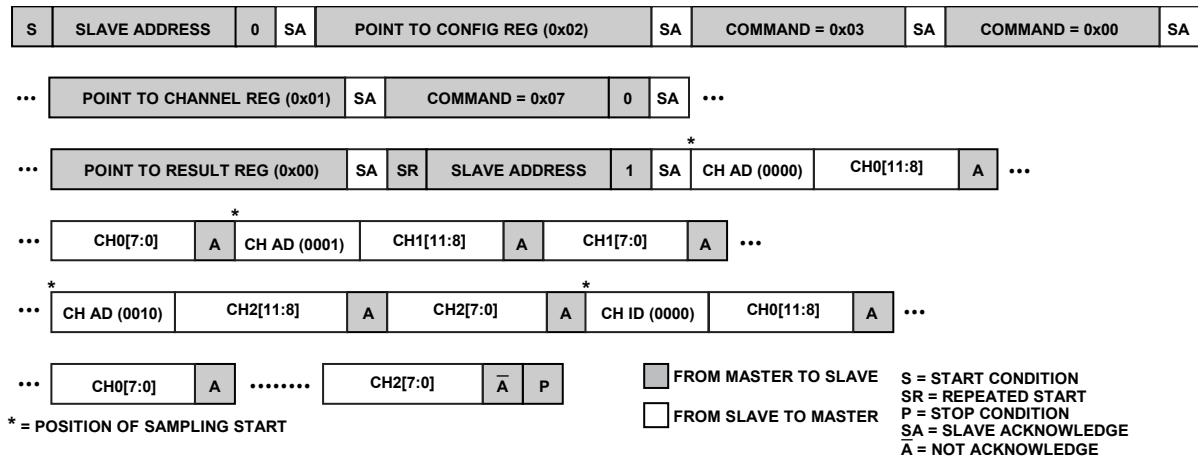 S SLAVE ADDRESS 0 SA POINT TO CONFIG REG (0x02) SA COMMAND = 0x03 SA COMMAND = 0x00 SA
••• POINT TO CHANNEL REG (0x01) SA COMMAND = 0x07 0 SA •••
••• POINT TO RESULT REG (0x00) SA SR SLAVE ADDRESS 1 SA * CH AD (0000) CH0[11:8] A •••
••• CH0[7:0] A * CH AD (0001) CH1[11:8] A CH1[7:0] A •••
••• * CH AD (0010) CH2[11:8] A CH2[7:0] A * CH ID (0000) CH0[11:8] A •••
••• CH0[7:0] A •••••••• CH2[7:0] A̅ P
* = POSITION OF SAMPLING START
FROM MASTER TO SLAVE
FROM SLAVE TO MASTER
S = START CONDITION
SR = REPEATED START
P = STOP CONDITION
SA = SLAVE ACKNOWLEDGE
A̅ = NOT ACKNOWLEDGE